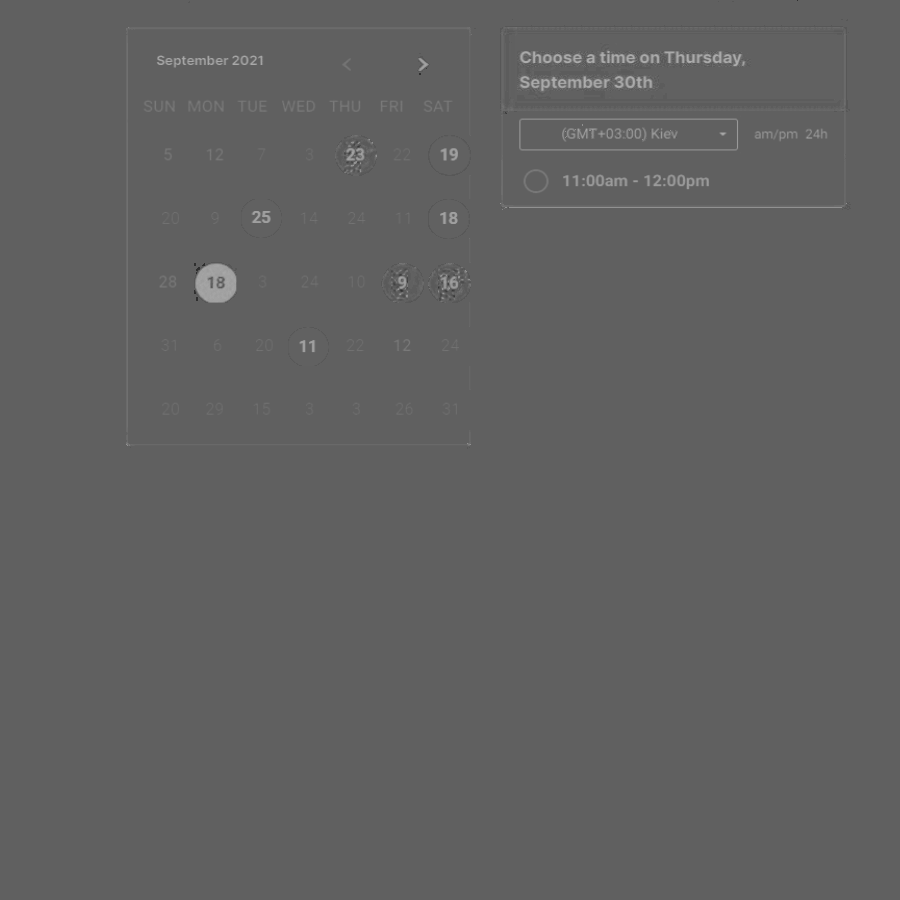 September 2021
SUN MON TUE WED THU FRI SAT
5 12 7 3 23 22 19
20 9 25 14 24 11 18
28 18 3 24 10 9 16
31 6 20 11 22 12 24
20 29 15 3 3 26 31
Choose a time on Thursday,
September 30th
(GMT+03:00) Kiev am/pm 24h
11:00am - 12:00pm